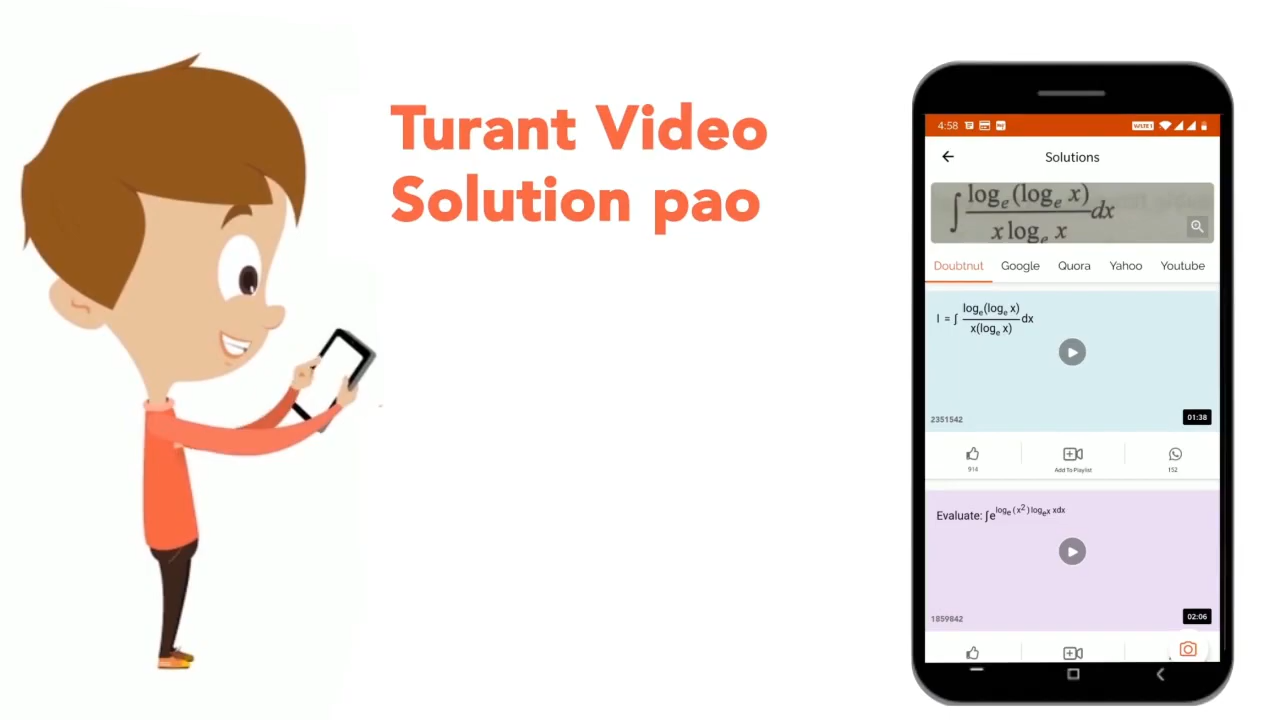 Turant Video
Solution pao
4:58
VoLTE1
Solutions
∫ logₑ(logₑ x) / x logₑ x dx
Doubtnut Google Quora Yahoo Youtube
I = ∫ logₑ(logₑ x) / x(logₑ x) dx
2351542 01:38
914 Add To Playlist 152
Evaluate: ∫e^logₑ(x²)logₑx xdx
1859842 02:06